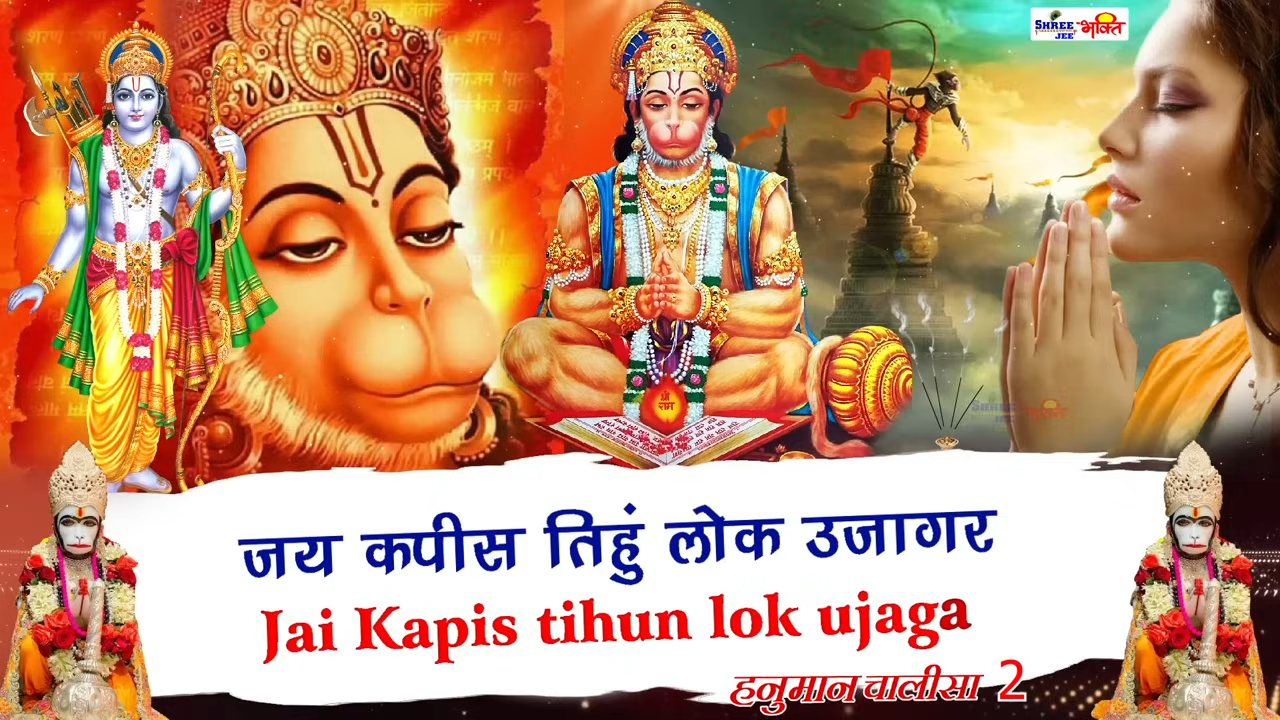 SHREE JEE भक्ति
श्री
राम
जय कपीस तिहुं लोक उजागर
Jai Kapis tihun lok ujaga
हनुमान चालीसा 2